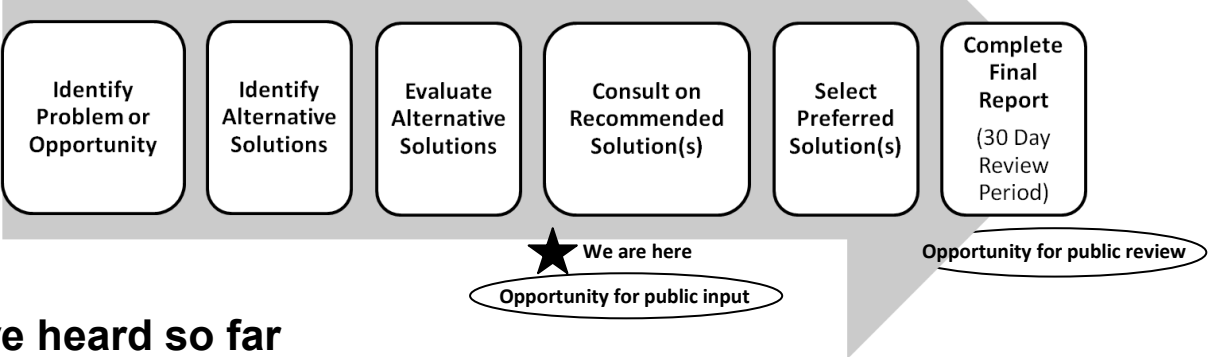 Identify
Problem or
Opportunity
Identify
Alternative
Solutions
Evaluate
Alternative
Solutions
Consult on
Recommended
Solution(s)
Select
Preferred
Solution(s)
Complete
Final
Report
(30 Day
Review
Period)
We are here
Opportunity for public input
Opportunity for public review
e heard so far